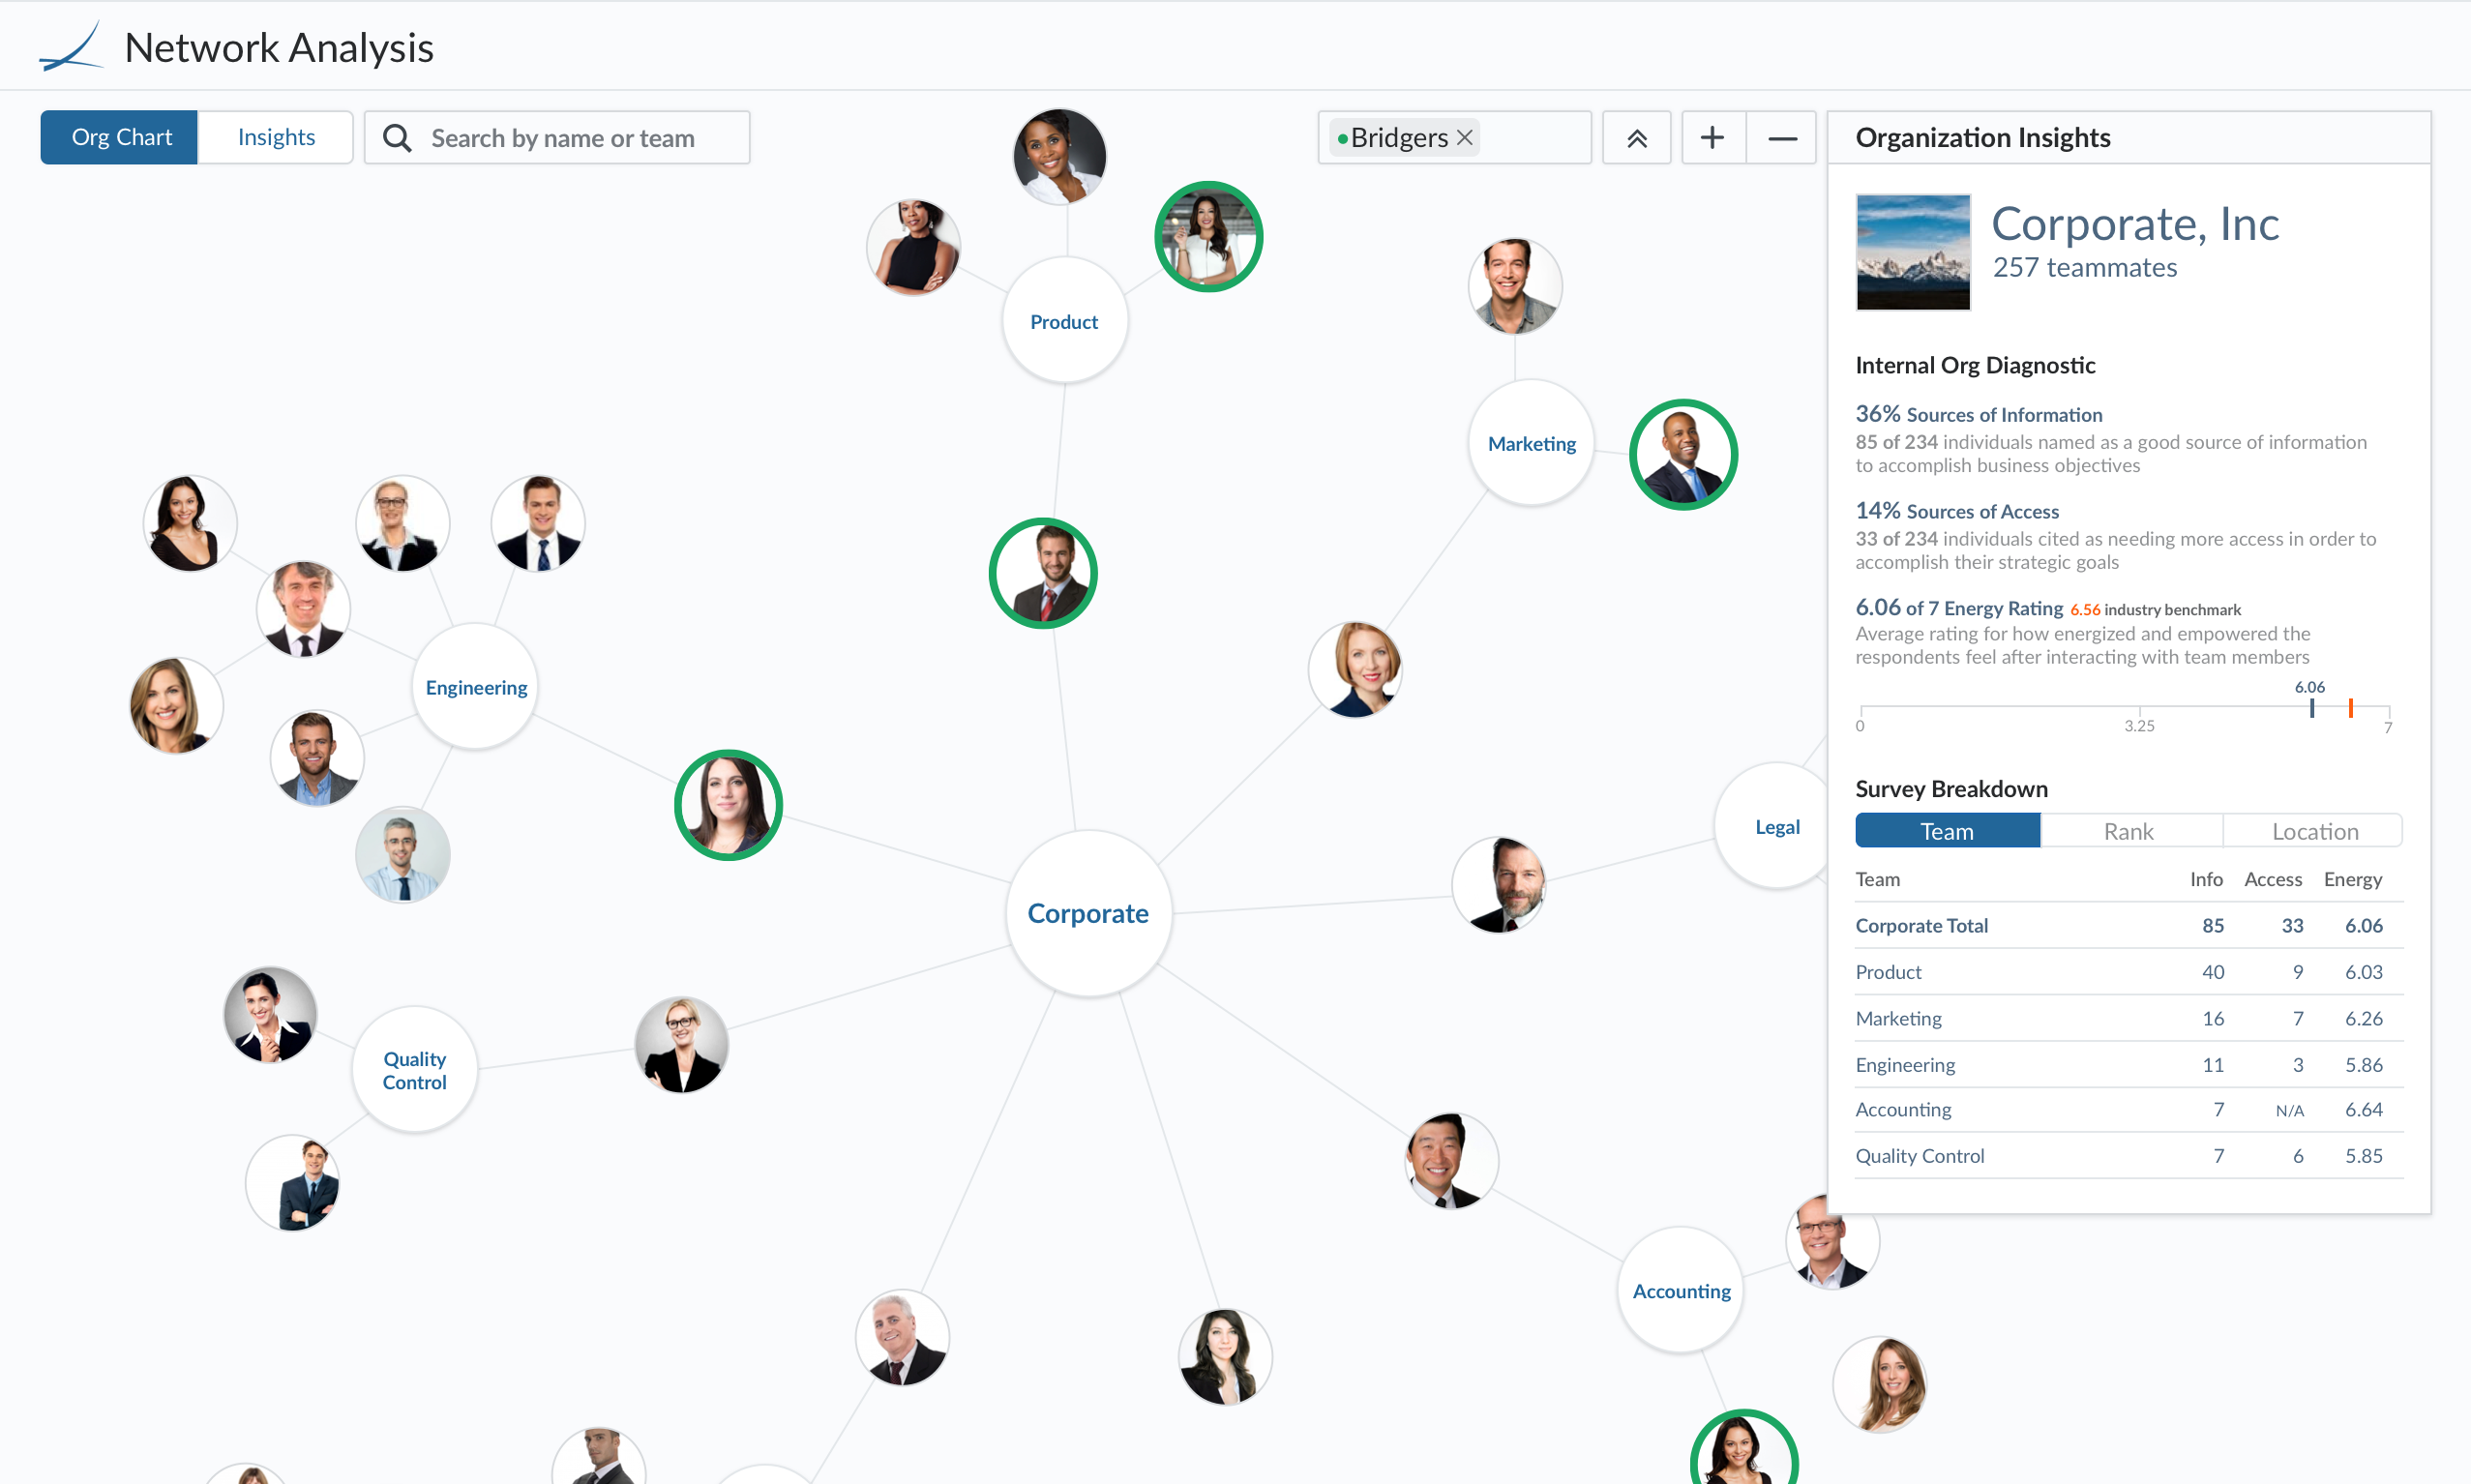 Network Analysis
Org Chart
Insights
Search by name or team
Bridgers
Organization Insights
Corporate, Inc
257 teammates
Internal Org Diagnostic
36% Sources of Information
85 of 234 individuals named as a good source of information
to accomplish business objectives
14% Sources of Access
33 of 234 individuals cited as needing more access in order to
accomplish their strategic goals
6.06 of 7 Energy Rating 6.56 industry benchmark
Average rating for how energized and empowered the
respondents feel after interacting with team members
6.06
0 3.25 7
Survey Breakdown
Team Rank Location
Team Info Access Energy
Corporate Total 85 33 6.06
Product 40 9 6.03
Marketing 16 7 6.26
Engineering 11 3 5.86
Accounting 7 N/A 6.64
Quality Control 7 6 5.85
Product
Marketing
Engineering
Legal
Corporate
Quality
Control
Accounting